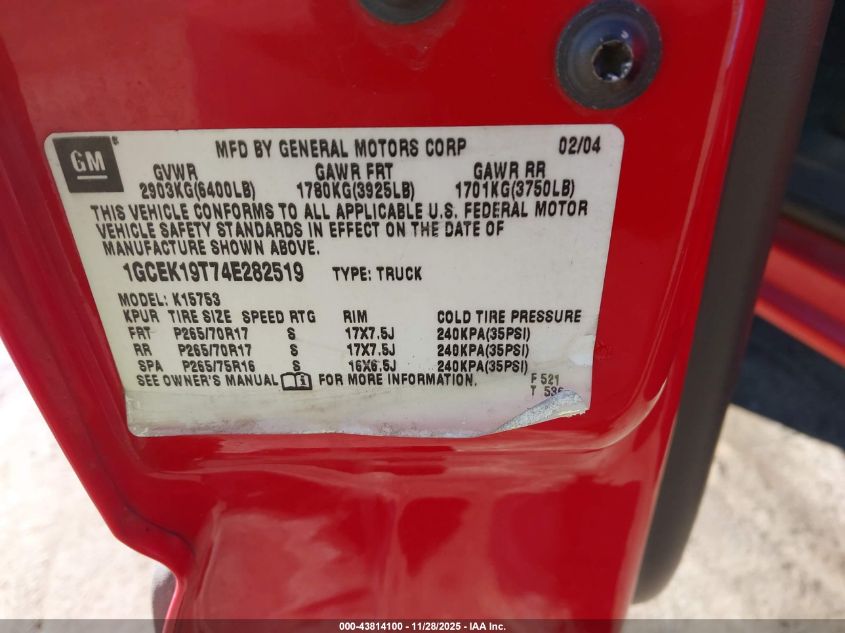 GM
MFD BY GENERAL MOTORS CORP 02/04
GVWR GAWR FRT GAWR RR
2903KG(6400LB) 1780KG(3925LB) 1701KG(3750LB)
THIS VEHICLE CONFORMS TO ALL APPLICABLE U.S. FEDERAL MOTOR
VEHICLE SAFETY STANDARDS IN EFFECT ON THE DATE OF
MANUFACTURE SHOWN ABOVE.
1GCEK19T74E282519 TYPE: TRUCK
MODEL: K15753
KPUR TIRE SIZE SPEED RTG RIM COLD TIRE PRESSURE
FRT P265/70R17 S 17X7.5J 240KPA(35PSI)
RR P265/70R17 S 17X7.5J 240KPA(35PSI)
SPA P265/75R16 S 16X6.5J 240KPA(35PSI)
SEE OWNER'S MANUAL FOR MORE INFORMATION.
F 521
T 536
000-43814100 - 11/28/2025 - IAA Inc.